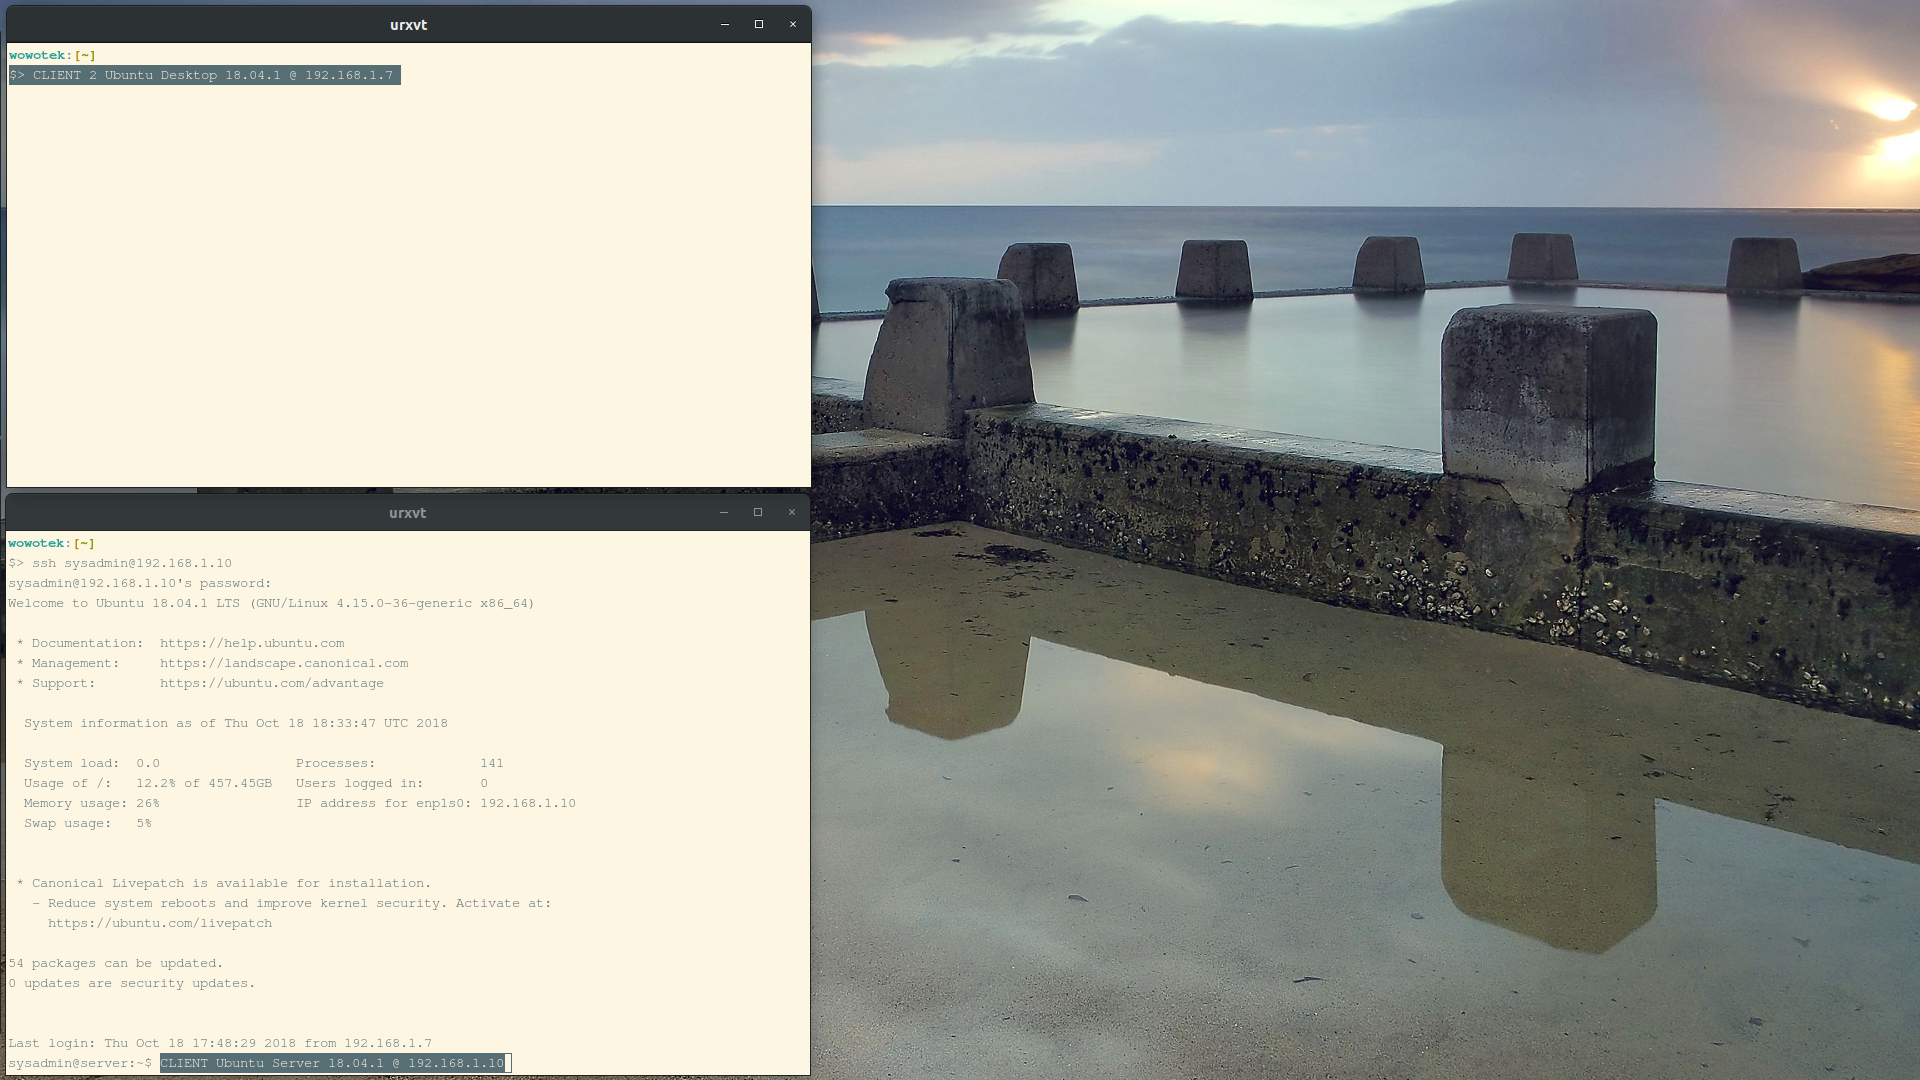 urxvt
wowotek:[~]
$> CLIENT 2 Ubuntu Desktop 18.04.1 @ 192.168.1.7
urxvt
wowotek:[~]
$> ssh sysadmin@192.168.1.10
sysadmin@192.168.1.10's password:
Welcome to Ubuntu 18.04.1 LTS (GNU/Linux 4.15.0-36-generic x86_64)
* Documentation:  https://help.ubuntu.com
* Management:     https://landscape.canonical.com
* Support:        https://ubuntu.com/advantage
System information as of Thu Oct 18 18:33:47 UTC 2018
System load:  0.0                 Processes:             141
Usage of /:   12.2% of 457.45GB   Users logged in:       0
Memory usage: 26%                 IP address for enp1s0: 192.168.1.10
Swap usage:   5%
* Canonical Livepatch is available for installation.
- Reduce system reboots and improve kernel security. Activate at:
https://ubuntu.com/livepatch
54 packages can be updated.
0 updates are security updates.
Last login: Thu Oct 18 17:48:29 2018 from 192.168.1.7
sysadmin@server:~$ CLIENT Ubuntu Server 18.04.1 @ 192.168.1.10